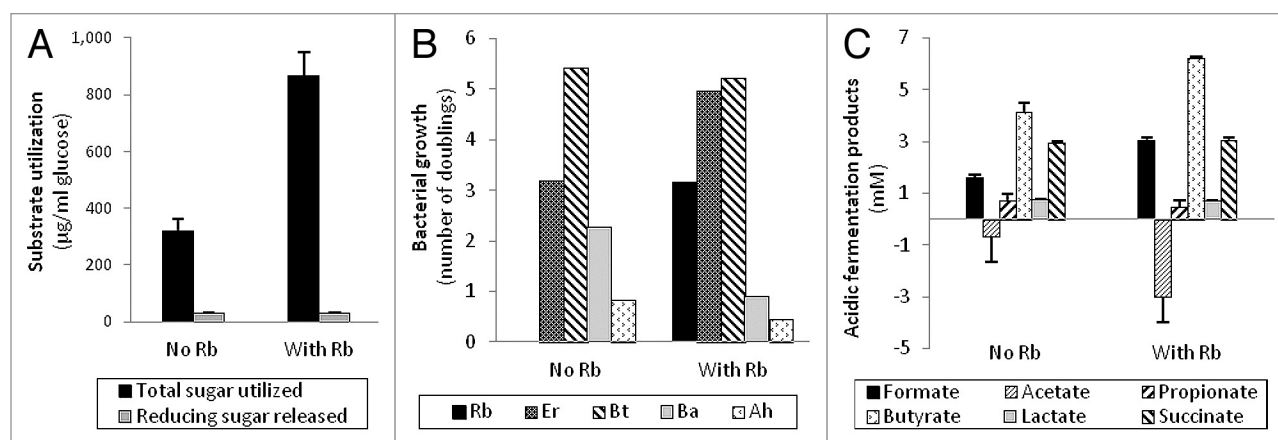 A
Substrate utilization
(µg/ml glucose)
1,000
800
600
400
200
0
No Rb
With Rb
Total sugar utilized
Reducing sugar released
B
Bacterial growth
(number of doublings)
6
5
4
3
2
1
0
No Rb
With Rb
Rb
Er
Bt
Ba
Ah
C
Acidic fermentation products
(mM)
7
5
3
1
-1
-3
-5
No Rb
With Rb
Formate
Acetate
Propionate
Butyrate
Lactate
Succinate